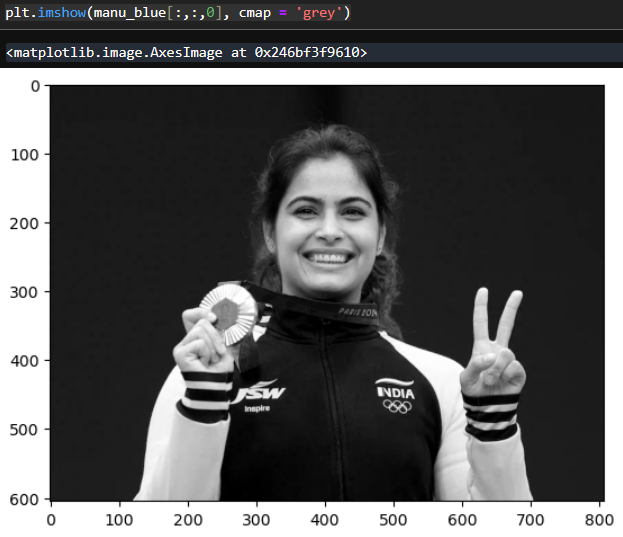 plt.imshow(manu_blue[:,:,0], cmap = 'grey')
<matplotlib.image.AxesImage at 0x246bf3f9610>
0
100
200
300
400
500
600
PARIS 2024
JSW
Inspire
INDIA
0 100 200 300 400 500 600 700 800